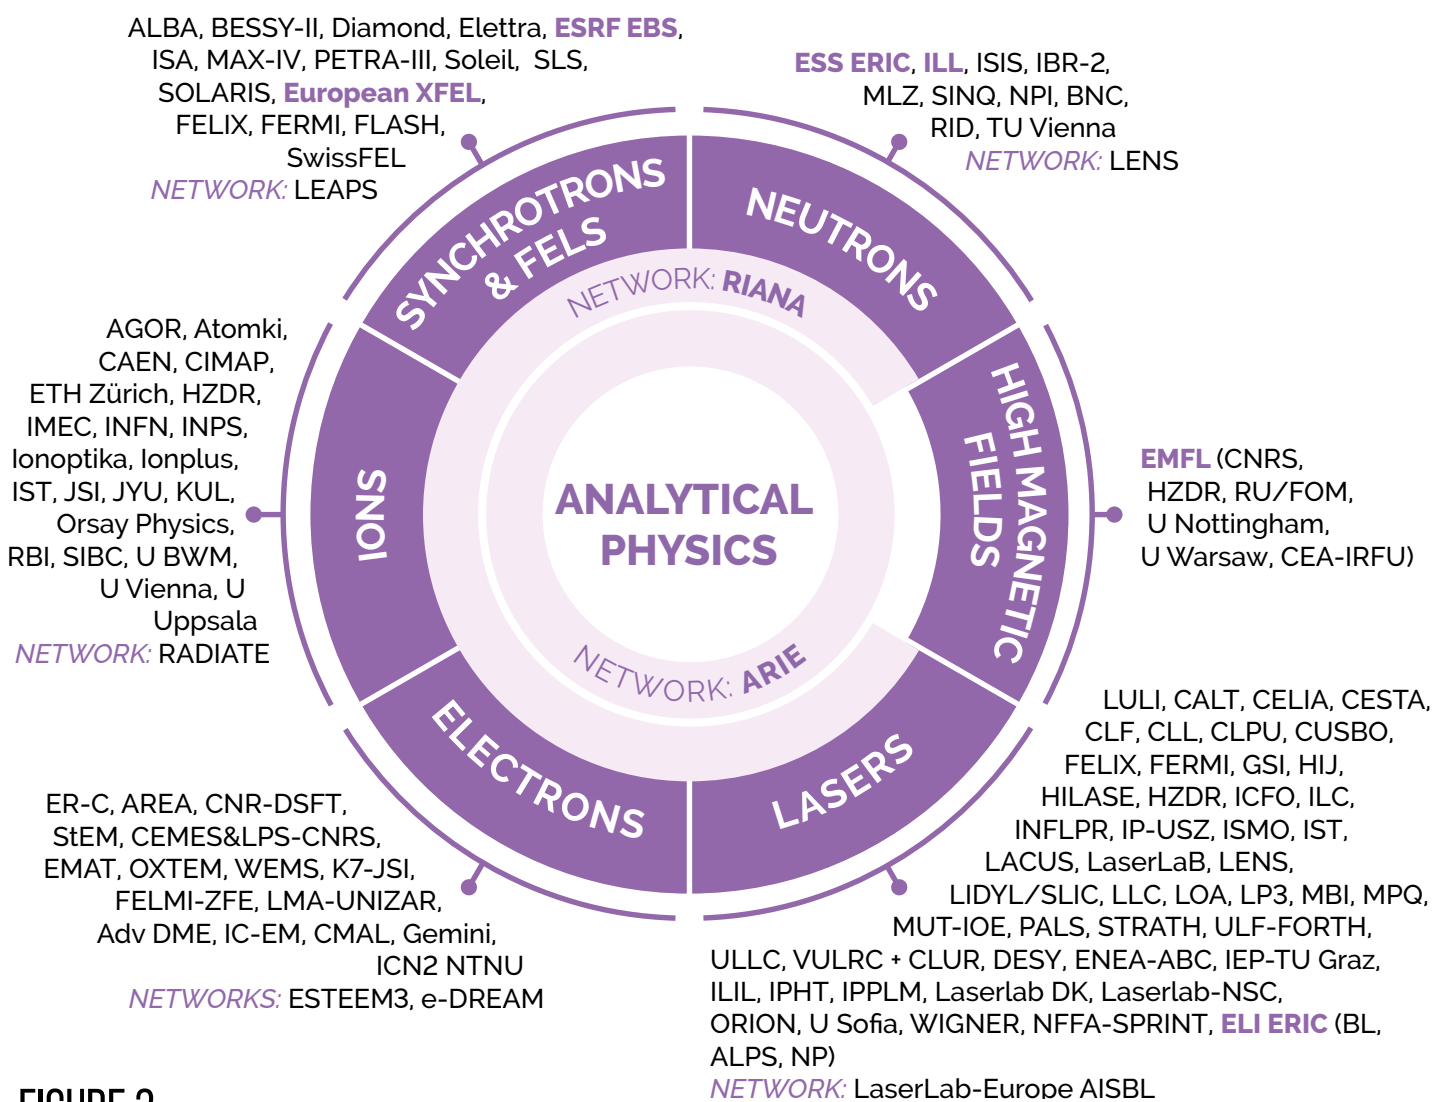 ALBA, BESSY-II, Diamond, Elettra, ESRF EBS,
ISA, MAX-IV, PETRA-III, Soleil, SLS,
SOLARIS, European XFEL,
FELIX, FERMI, FLASH,
SwissFEL
NETWORK: LEAPS
ESS ERIC, ILL, ISIS, IBR-2,
MLZ, SINQ, NPI, BNC,
RID, TU Vienna
NETWORK: LENS
SYNCHROTRONS
& FELS
NEUTRONS
NETWORK: RIANA
AGOR, Atomki,
CAEN, CIMAP,
ETH Zürich, HZDR,
IMEC, INFN, INPS,
Ionoptika, Ionplus,
IST, JSI, JYU, KUL,
Orsay Physics,
RBI, SIBC, U BWM,
U Vienna, U
Uppsala
NETWORK: RADIATE
IONS
ANALYTICAL
PHYSICS
HIGH MAGNETIC
FIELDS
EMFL (CNRS,
HZDR, RU/FOM,
U Nottingham,
U Warsaw, CEA-IRFU)
NETWORK: ARIE
ELECTRONS
LASERS
ER-C, AREA, CNR-DSFT,
StEM, CEMES&LPS-CNRS,
EMAT, OXTEM, WEMS, K7-JSI,
FELMI-ZFE, LMA-UNIZAR,
Adv DME, IC-EM, CMAL, Gemini,
ICN2 NTNU
NETWORKS: ESTEEM3, e-DREAM
LULI, CALT, CELIA, CESTA,
CLF, CLL, CLPU, CUSBO,
FELIX, FERMI, GSI, HIJ,
HILASE, HZDR, ICFO, ILC,
INFLPR, IP-USZ, ISMO, IST,
LACUS, LaserLaB, LENS,
LIDYL/SLIC, LLC, LOA, LP3, MBI, MPQ,
MUT-IOE, PALS, STRATH, ULF-FORTH,
ULLC, VULRC + CLUR, DESY, ENEA-ABC, IEP-TU Graz,
ILIL, IPHT, IPPLM, Laserlab DK, Laserlab-NSC,
ORION, U Sofia, WIGNER, NFFA-SPRINT, ELI ERIC (BL,
ALPS, NP)
NETWORK: LaserLab-Europe AISBL
FIGURE